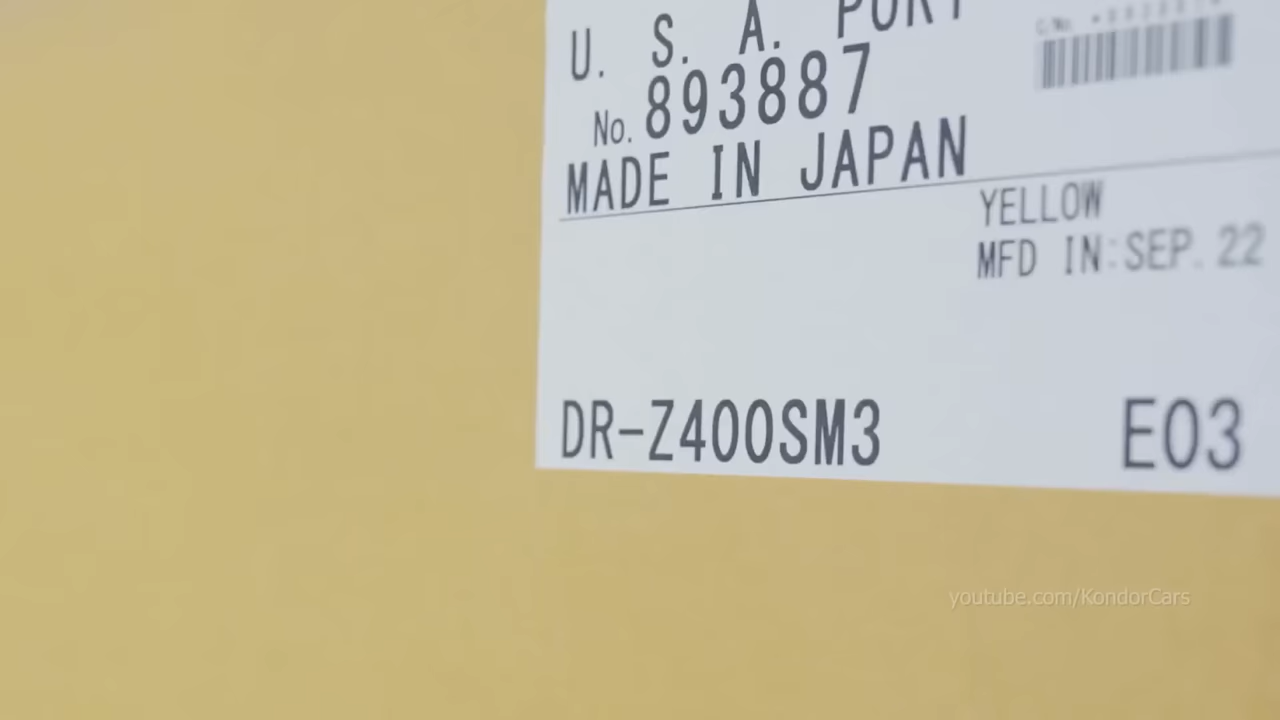 U. S. A. PORT
No. 893887
MADE IN JAPAN
YELLOW
MFD IN:SEP. 22
DR-Z400SM3 E03
youtube.com/KondorCars